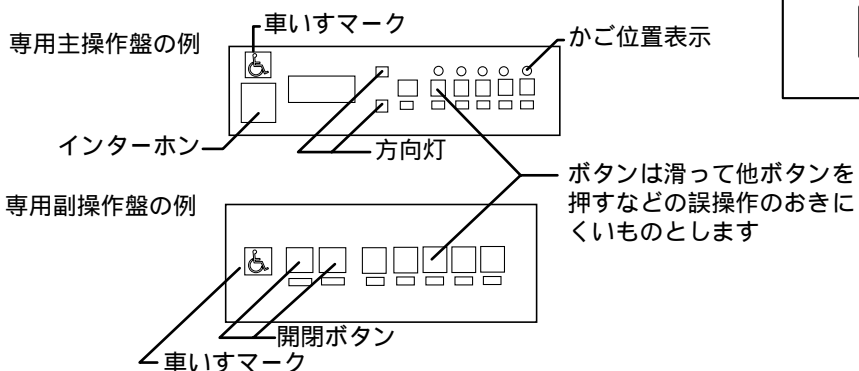 車いすマーク
専用主操作盤の例
かご位置表示
インターホン
方向灯
ボタンは滑って他ボタンを
押すなどの誤操作のおきに
くいものとします
専用副操作盤の例
開閉ボタン
車いすマーク